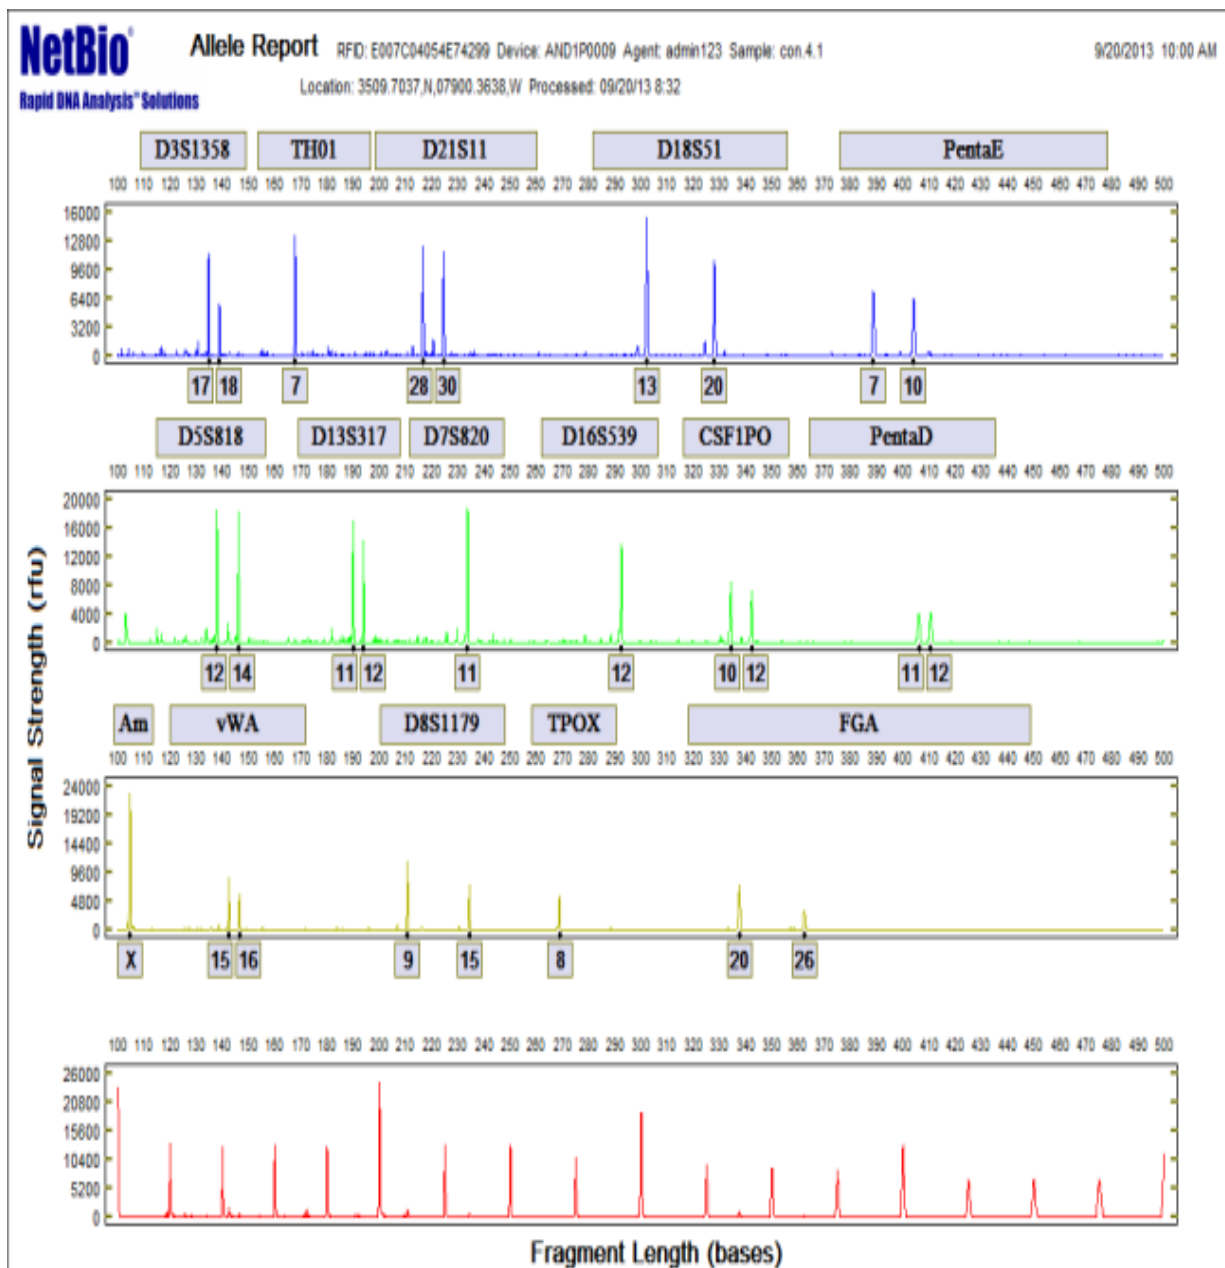 NetBio® Allele Report RFID: E007C04054E74299 Device: AND1P0009 Agent: admin123 Sample: con.4.1 9/20/2013 10:00 AM
Rapid DNA Analysis™ Solutions Location: 3509.7037,N,07900.3638,W Processed: 09/20/13 8:32
D3S1358 TH01 D21S11 D18S51 PentaE
100 110 120 130 140 150 160 170 180 190 200 210 220 230 240 250 260 270 280 290 300 310 320 330 340 350 360 370 380 390 400 410 420 430 440 450 460 470 480 490 500
16000
12800
9600
6400
3200
0
17 18 7 28 30 13 20 7 10
D5S818 D13S317 D7S820 D16S539 CSF1PO PentaD
100 110 120 130 140 150 160 170 180 190 200 210 220 230 240 250 260 270 280 290 300 310 320 330 340 350 360 370 380 390 400 410 420 430 440 450 460 470 480 490 500
20000
16000
12000
8000
4000
0
12 14 11 12 11 12 10 12 11 12
Am vWA D8S1179 TPOX FGA
100 110 120 130 140 150 160 170 180 190 200 210 220 230 240 250 260 270 280 290 300 310 320 330 340 350 360 370 380 390 400 410 420 430 440 450 460 470 480 490 500
Signal Strength (rfu)
24000
19200
14400
9600
4800
0
X 15 16 9 15 8 20 26
100 110 120 130 140 150 160 170 180 190 200 210 220 230 240 250 260 270 280 290 300 310 320 330 340 350 360 370 380 390 400 410 420 430 440 450 460 470 480 490 500
26000
20800
15600
10400
5200
0
Fragment Length (bases)